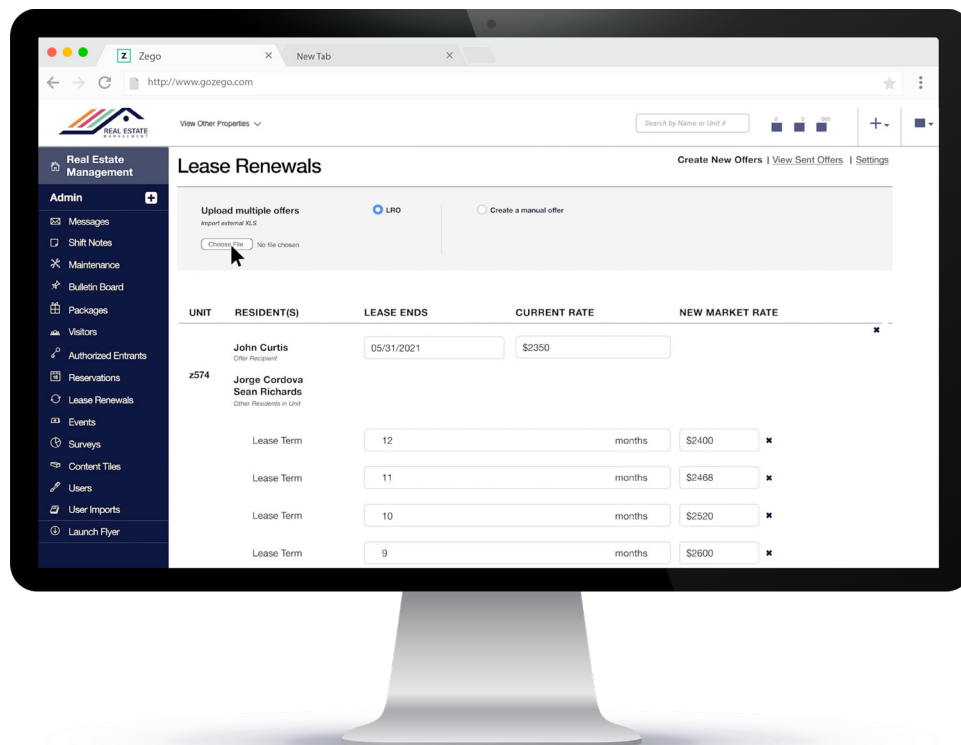 Z Zego
New Tab
http://www.gozego.com
REAL ESTATE
MANAGEMENT
View Other Properties
Search by Name or Unit #
0 0 000
Real Estate
Management
Lease Renewals
Create New Offers | View Sent Offers | Settings
Admin
Messages
Shift Notes
Maintenance
Bulletin Board
Packages
Visitors
Authorized Entrants
Reservations
Lease Renewals
Events
Surveys
Content Tiles
Users
User Imports
Launch Flyer
Upload multiple offers
Import external XLS
Choose File No file chosen
LRO
Create a manual offer
UNIT RESIDENT(S) LEASE ENDS CURRENT RATE NEW MARKET RATE
John Curtis 05/31/2021 $2350
Offer Recipient
z574
Jorge Cordova
Sean Richards
Other Residents in Unit
Lease Term 12 months $2400
Lease Term 11 months $2468
Lease Term 10 months $2520
Lease Term 9 months $2600